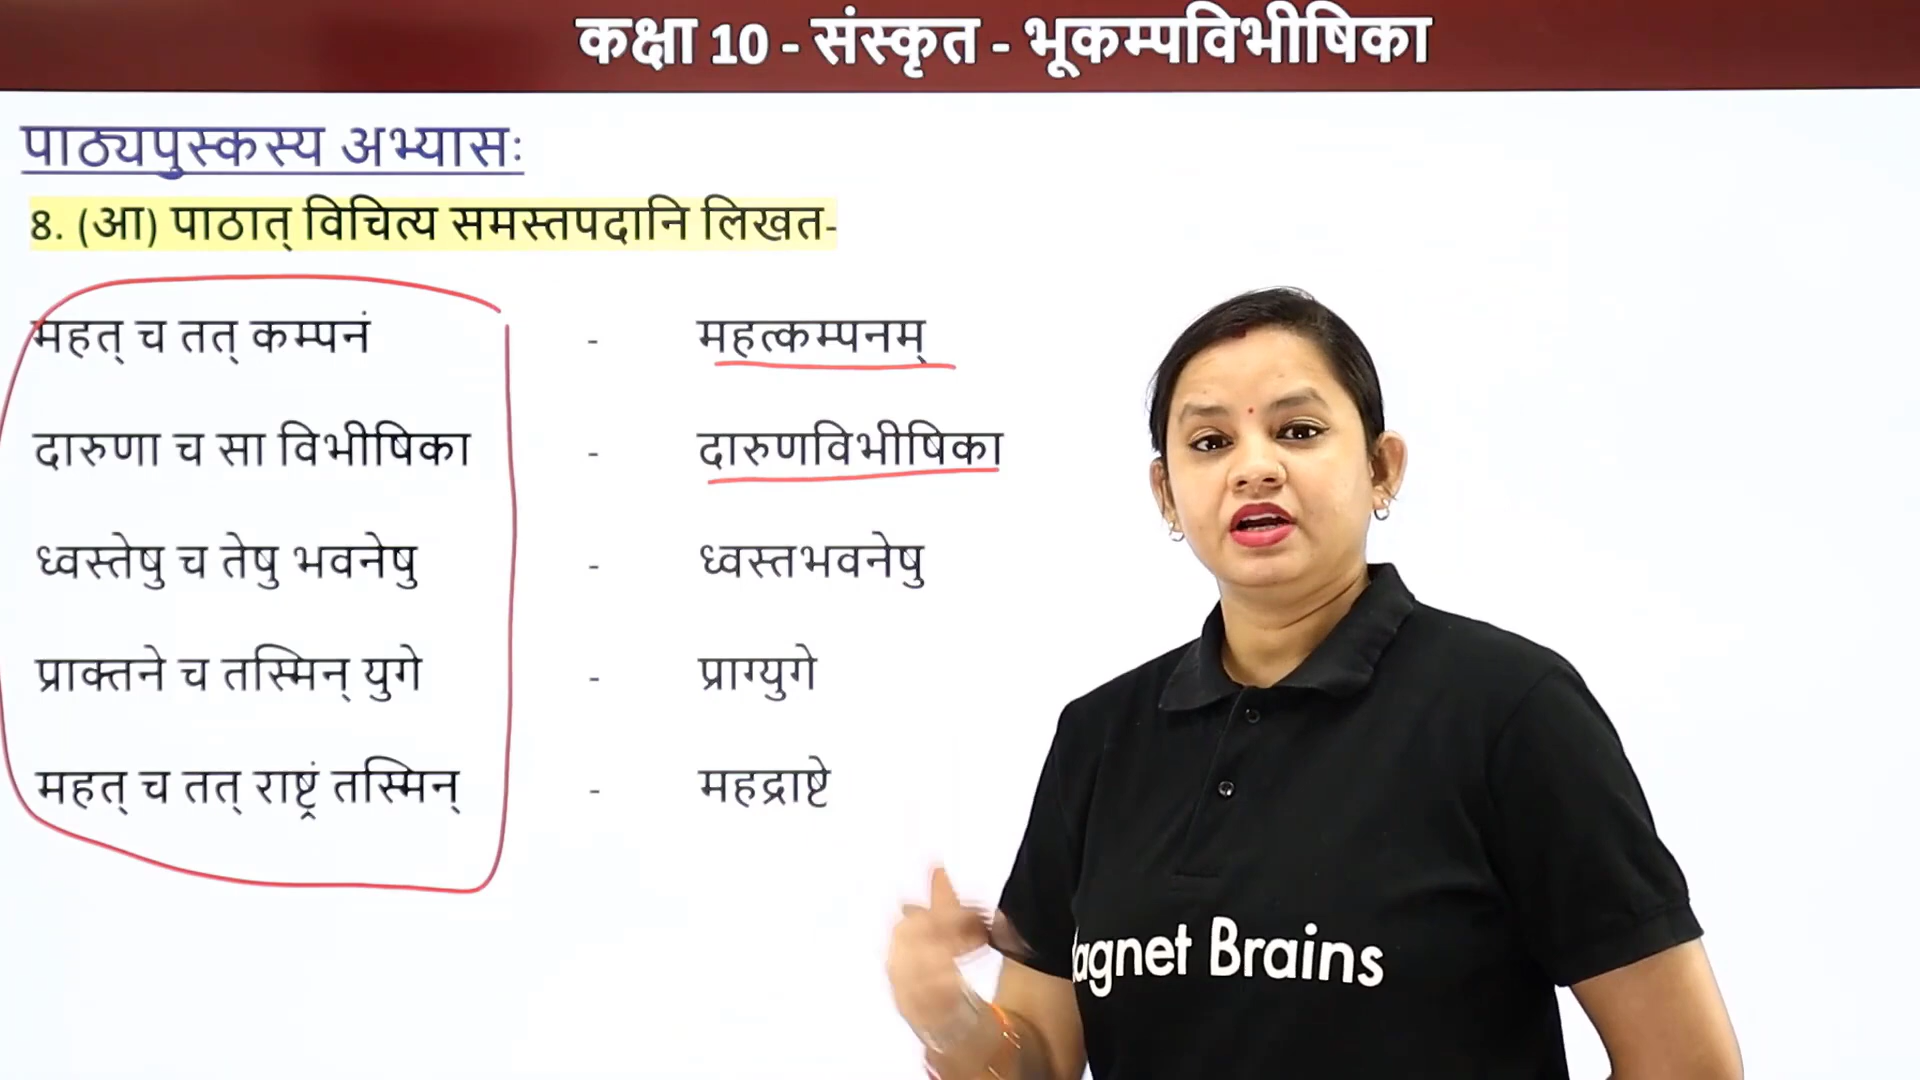 कक्षा 10 - संस्कृत - भूकम्पविभीषिका
पाठ्यपुस्कस्य अभ्यासः
8. (आ) पाठात् विचित्य समस्तपदानि लिखत-
महत् च तत् कम्पनं - महत्कम्पनम्
दारुणा च सा विभीषिका - दारुणविभीषिका
ध्वस्तेषु च तेषु भवनेषु - ध्वस्तभवनेषु
प्राक्तने च तस्मिन् युगे - प्राग्युगे
महत् च तत् राष्ट्रं तस्मिन् - महद्राष्टे
agnet Brains